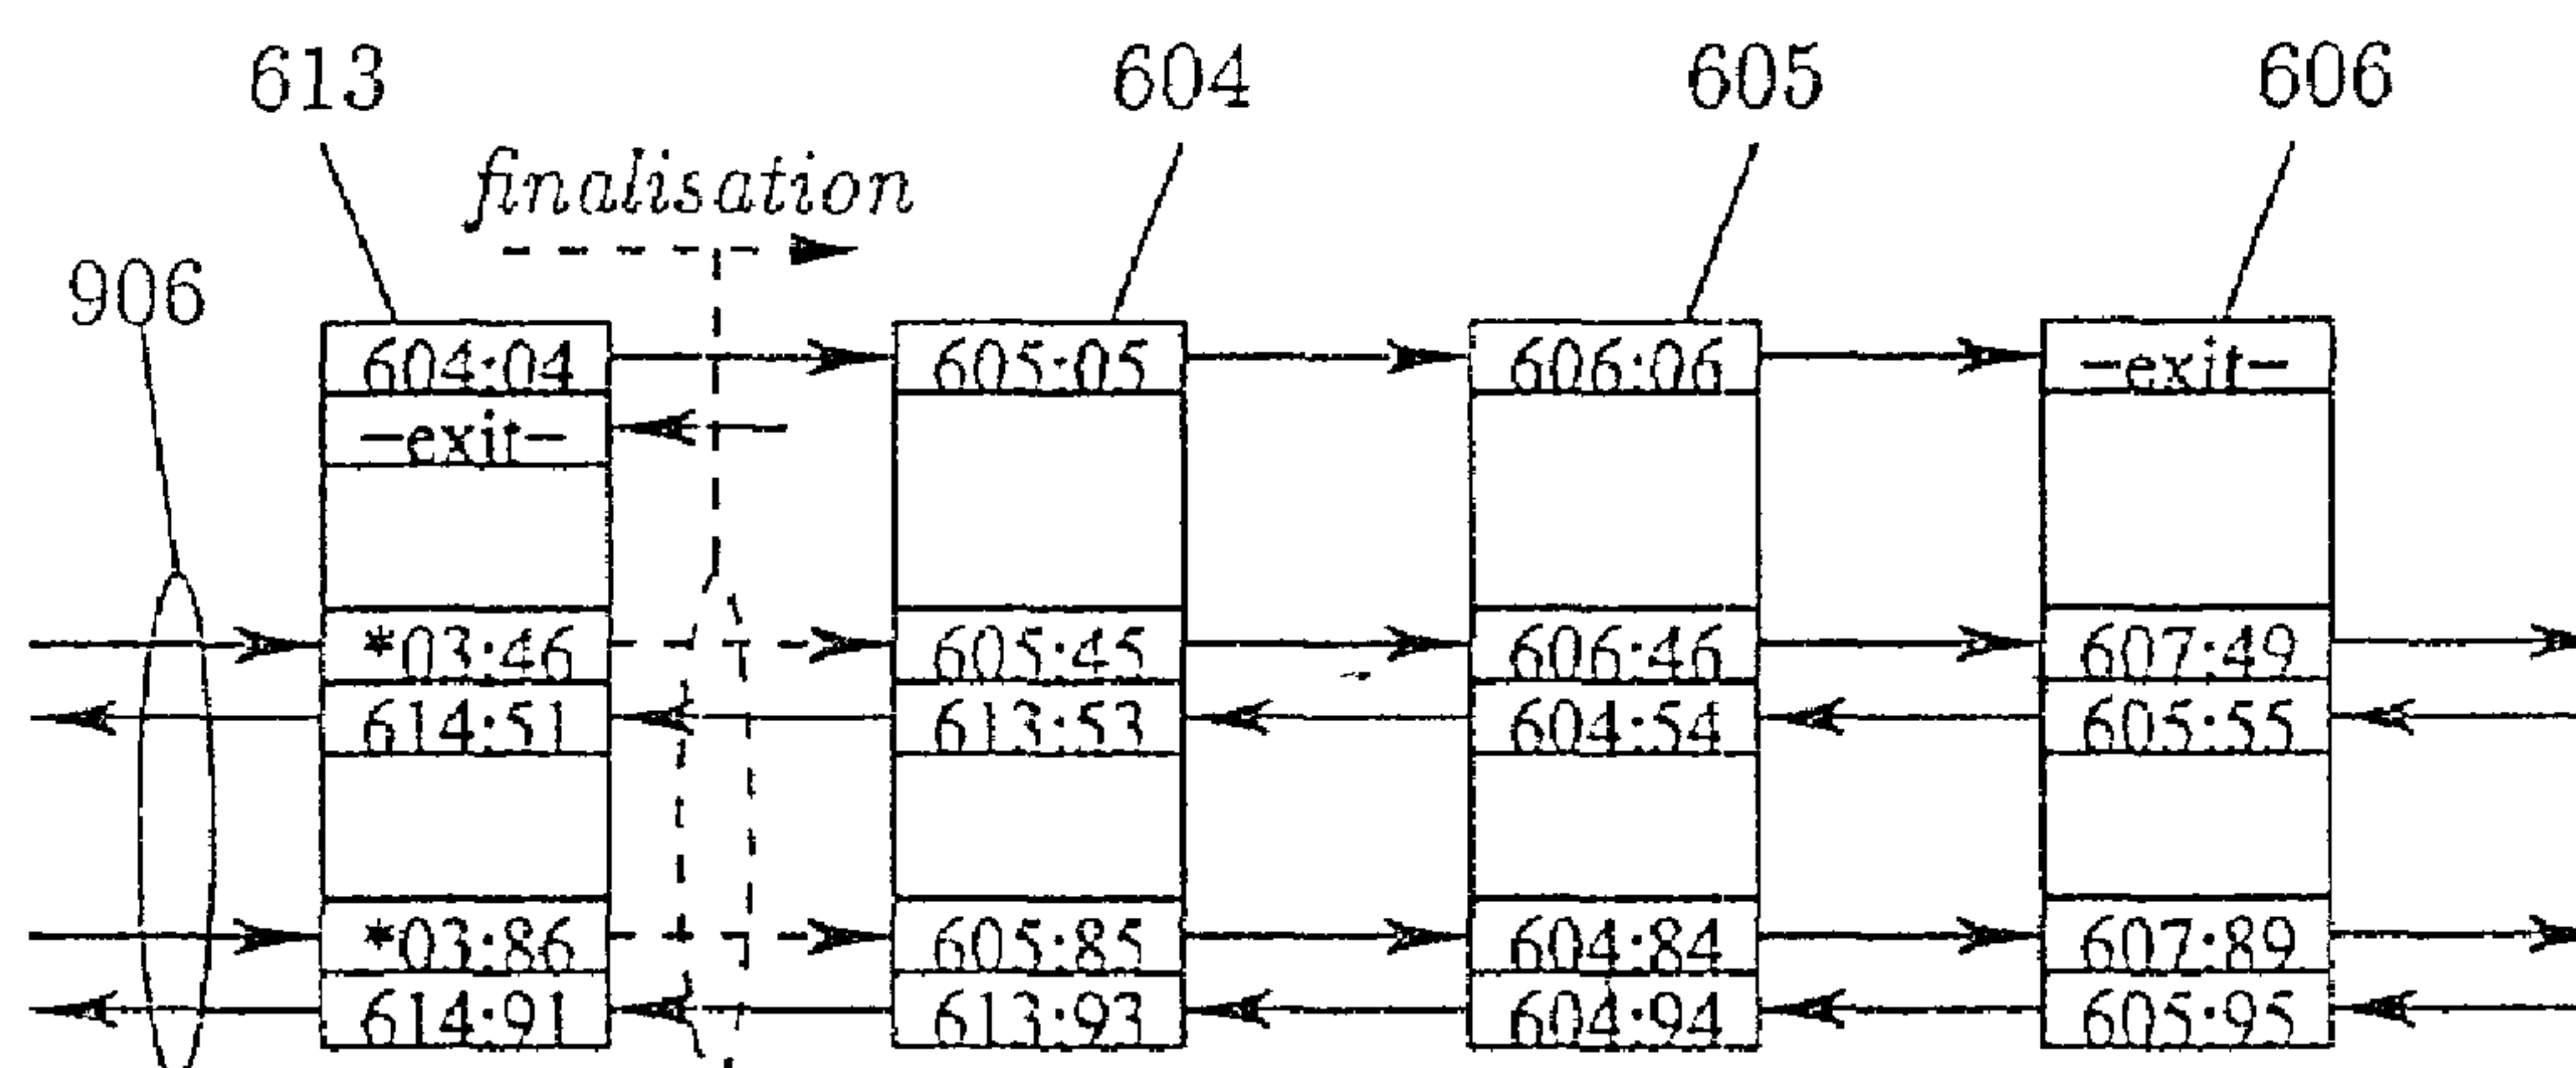 613 604 605 606
finalisation
906
604:04 605:05 606:06 –exit–
–exit–
*03:46 605:45 606:46 607:49
614:51 613:53 604:54 605:55
*03:86 605:85 604:84 607:89
614:91 613:93 604:94 605:95